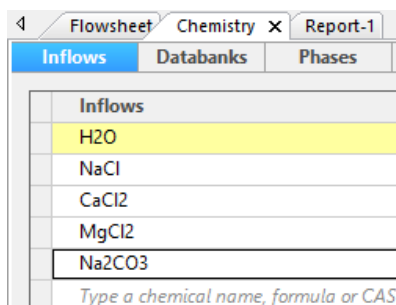 Flowsheet Chemistry × Report-1
Inflows Databanks Phases
Inflows
H2O
NaCl
CaCl2
MgCl2
Na2CO3
Type a chemical name, formula or CAS